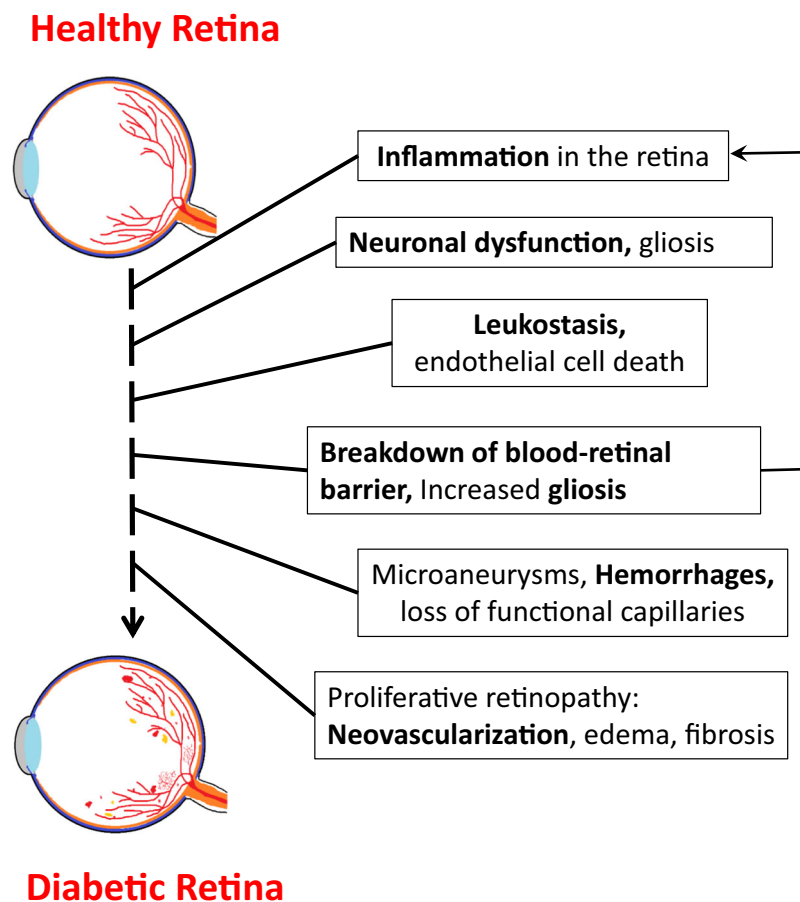 Healthy Retina
Inflammation in the retina
Neuronal dysfunction, gliosis
Leukostasis,
endothelial cell death
Breakdown of blood-retinal
barrier, Increased gliosis
Microaneurysms, Hemorrhages,
loss of functional capillaries
Proliferative retinopathy:
Neovascularization, edema, fibrosis
Diabetic Retina